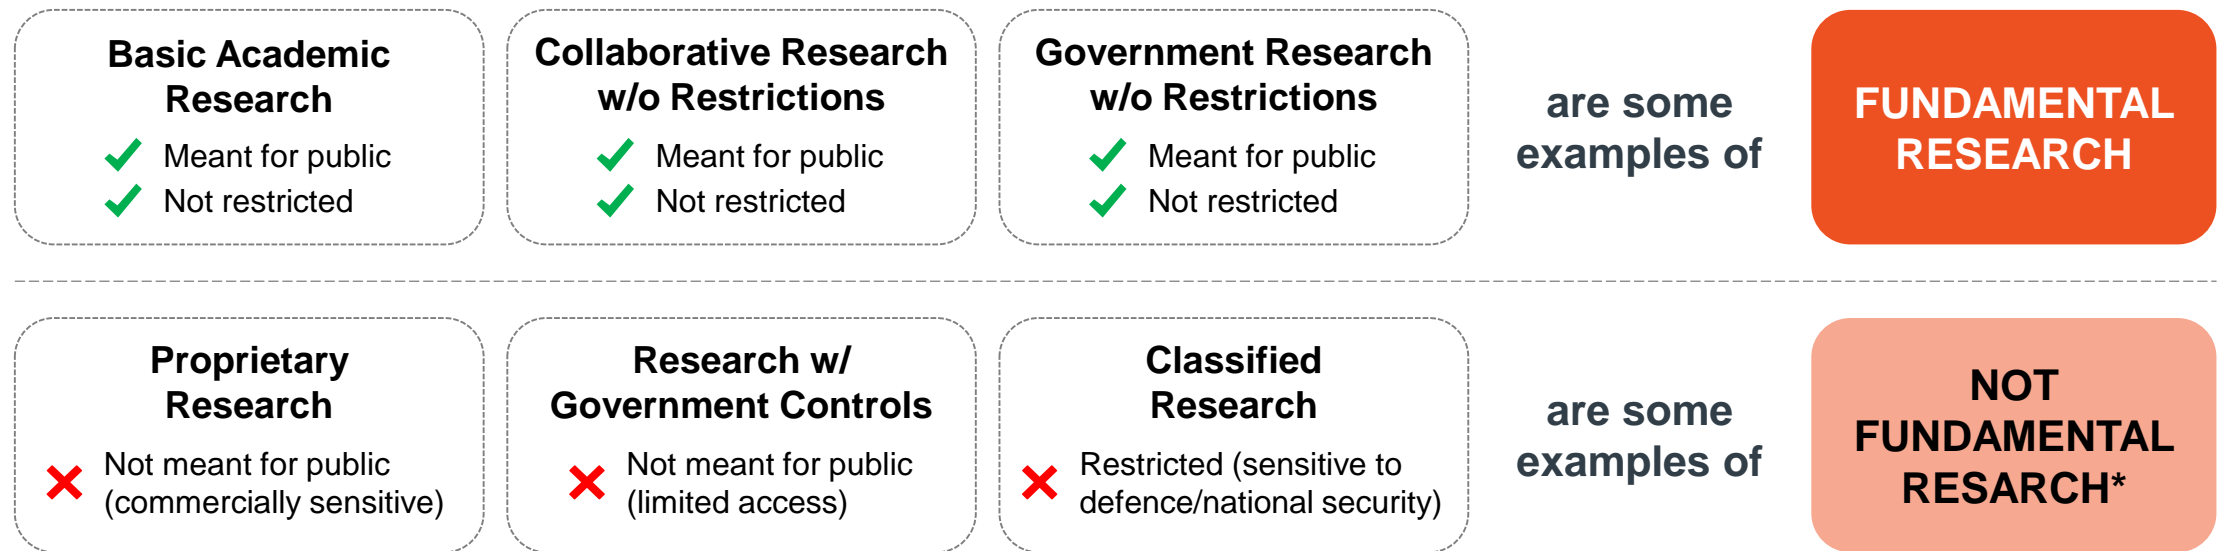 Basic Academic
Research
Meant for public
Not restricted
Collaborative Research
w/o Restrictions
Meant for public
Not restricted
Government Research
w/o Restrictions
Meant for public
Not restricted
are some
examples of
FUNDAMENTAL
RESEARCH
Proprietary
Research
Not meant for public
(commercially sensitive)
Research w/
Government Controls
Not meant for public
(limited access)
Classified
Research
Restricted (sensitive to
defence/national security)
are some
examples of
NOT
FUNDAMENTAL
RESARCH*